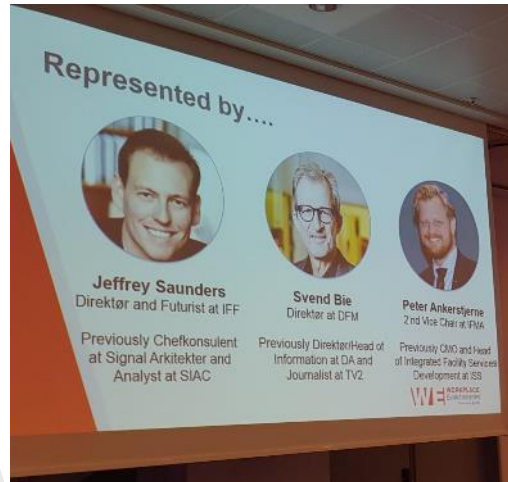 Represented by....
Jeffrey Saunders
Direktør and Futurist at IFF
Previously Chefkonsulent
at Signal Arkitekter and
Analyst at SIAC
Svend Bie
Direktør at DFM
Previously Direktør/Head of
Information at DA and
Journalist at TV2
Peter Ankerstjerne
2 nd Vice Chair at IFMA
Previously CMO and Head
of Integrated Facility Services
Development at ISS
WE WORKPLACE